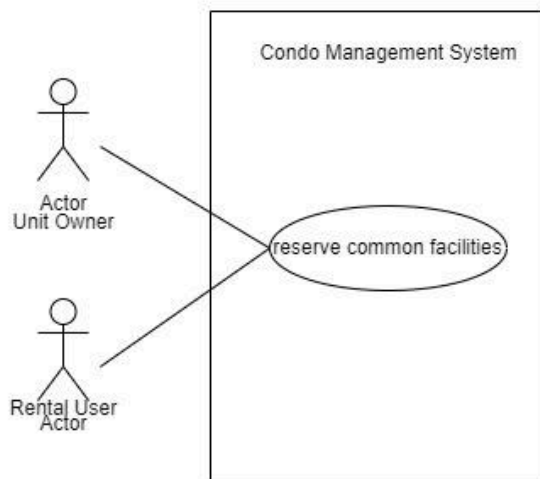 Condo Management System
Actor
Unit Owner
reserve common facilities
Rental User
Actor